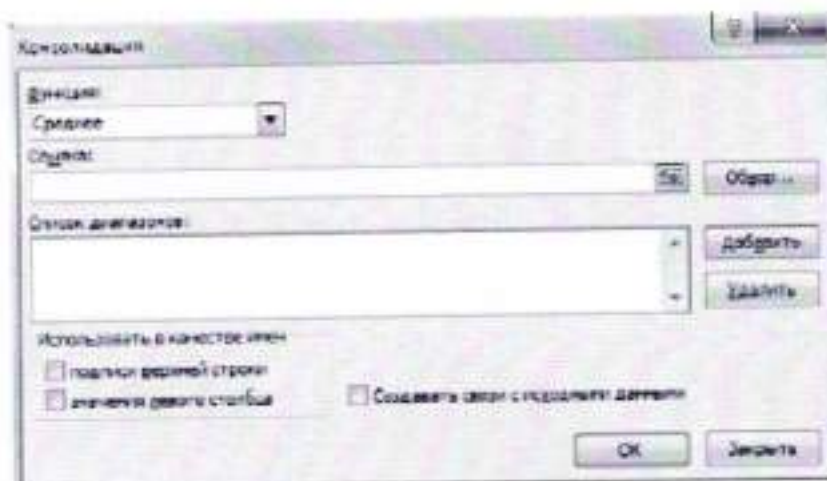 Консолидация
Функция:
Среднее
Ссылка:
Обзор...
Список диапазонов:
Добавить
Удалить
Использовать в качестве имен
подписи верхней строки
значения левого столбца
Создавать связи с исходными данными
ОК
Закрыть